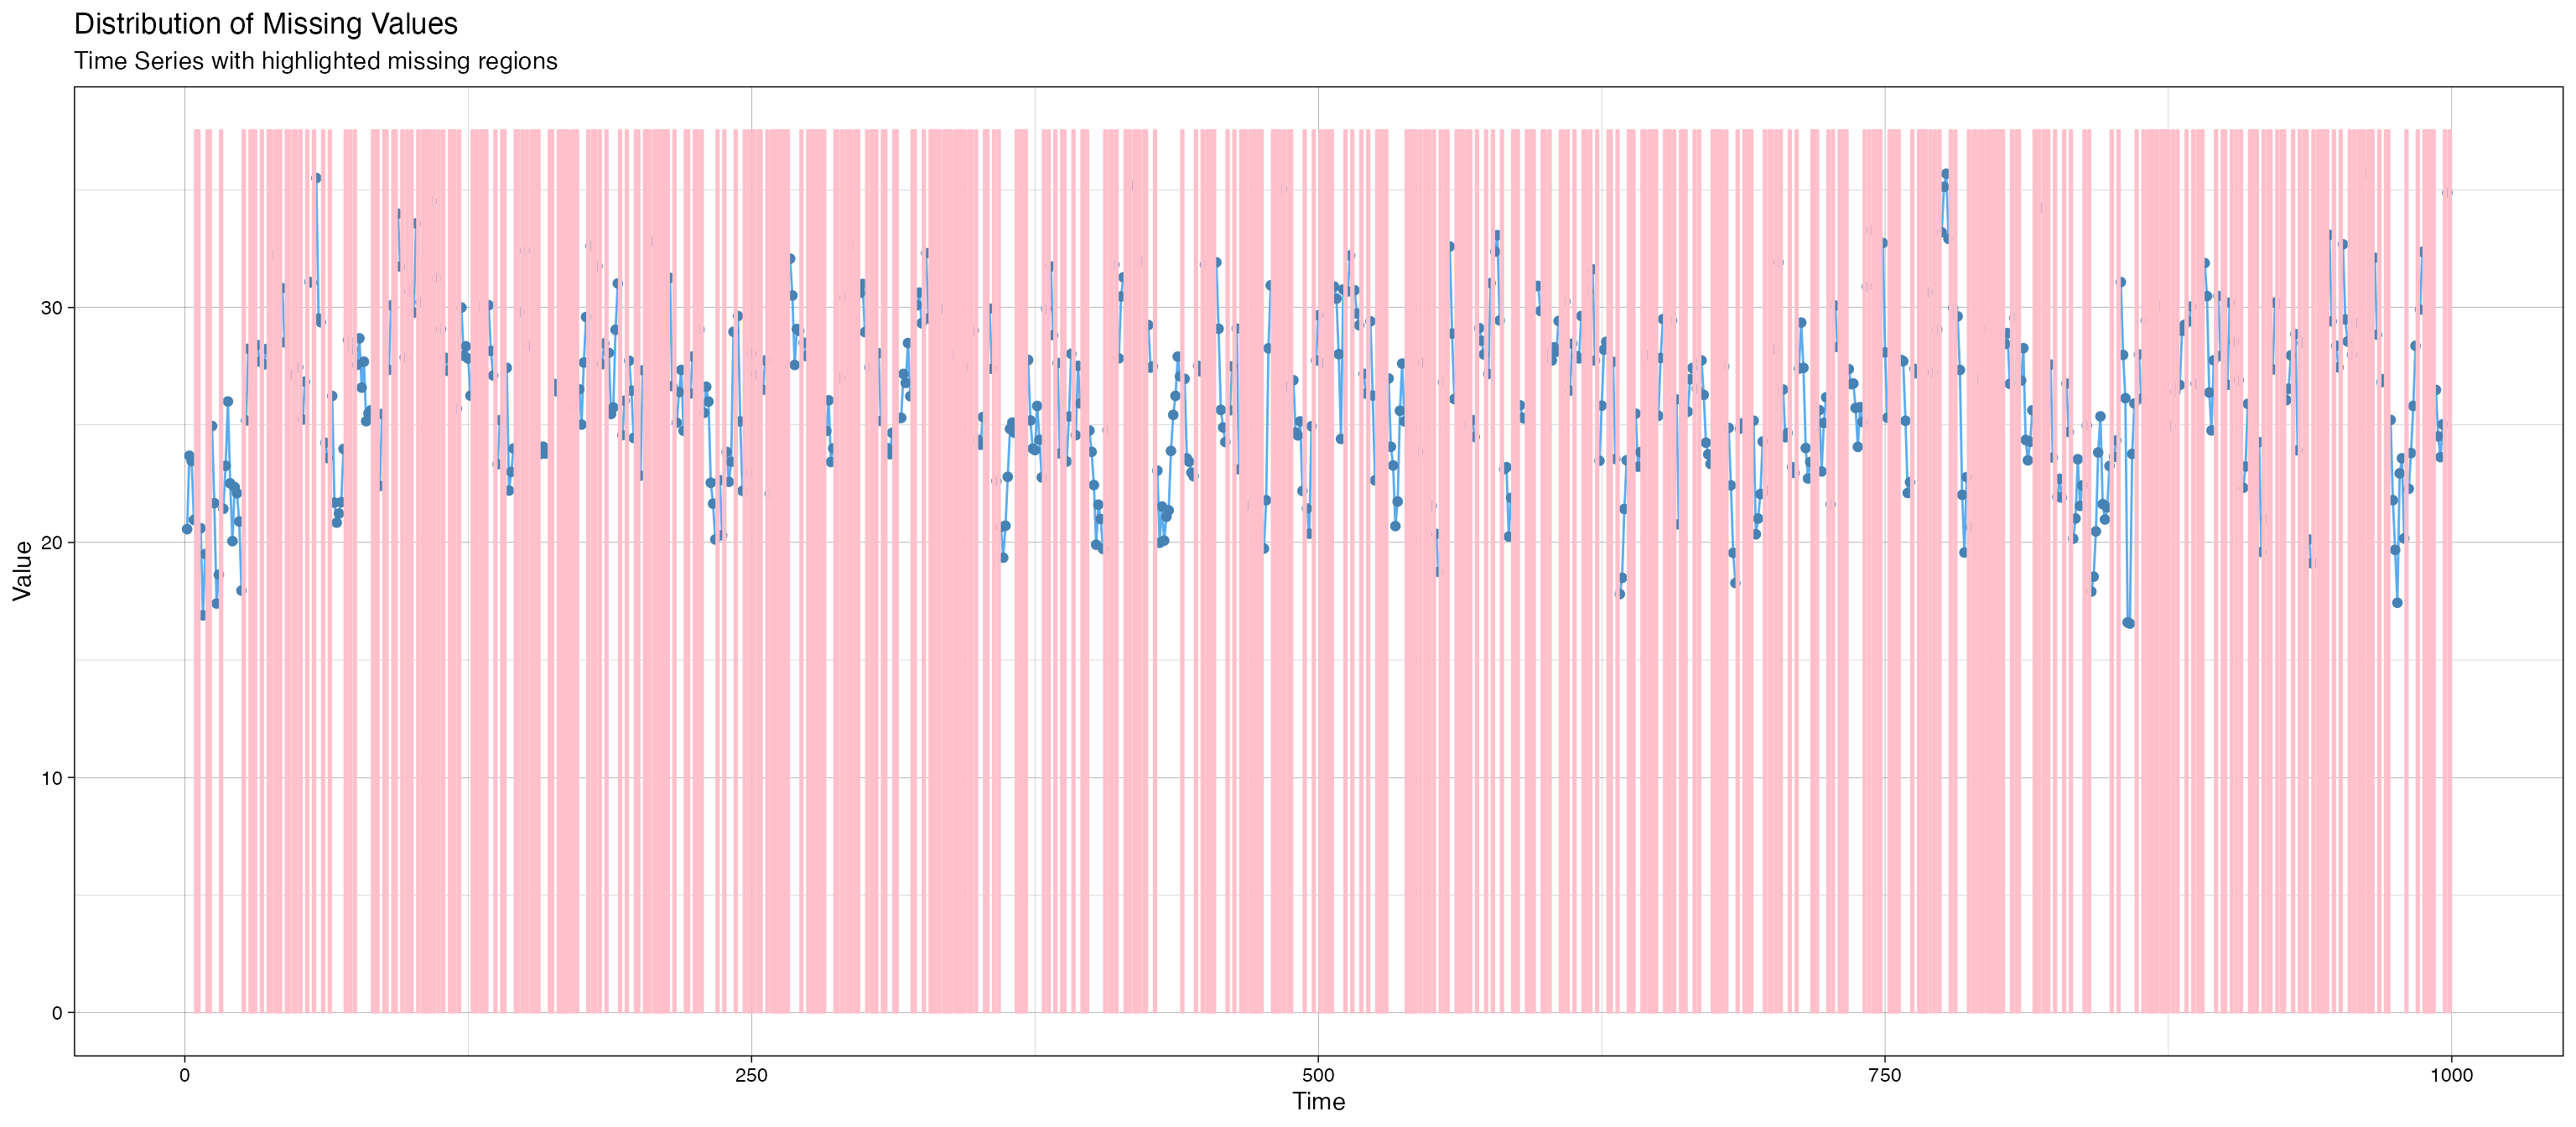 Distribution of Missing Values
Time Series with highlighted missing regions
Value
30
20
10
0
0
250
500
750
1000
Time